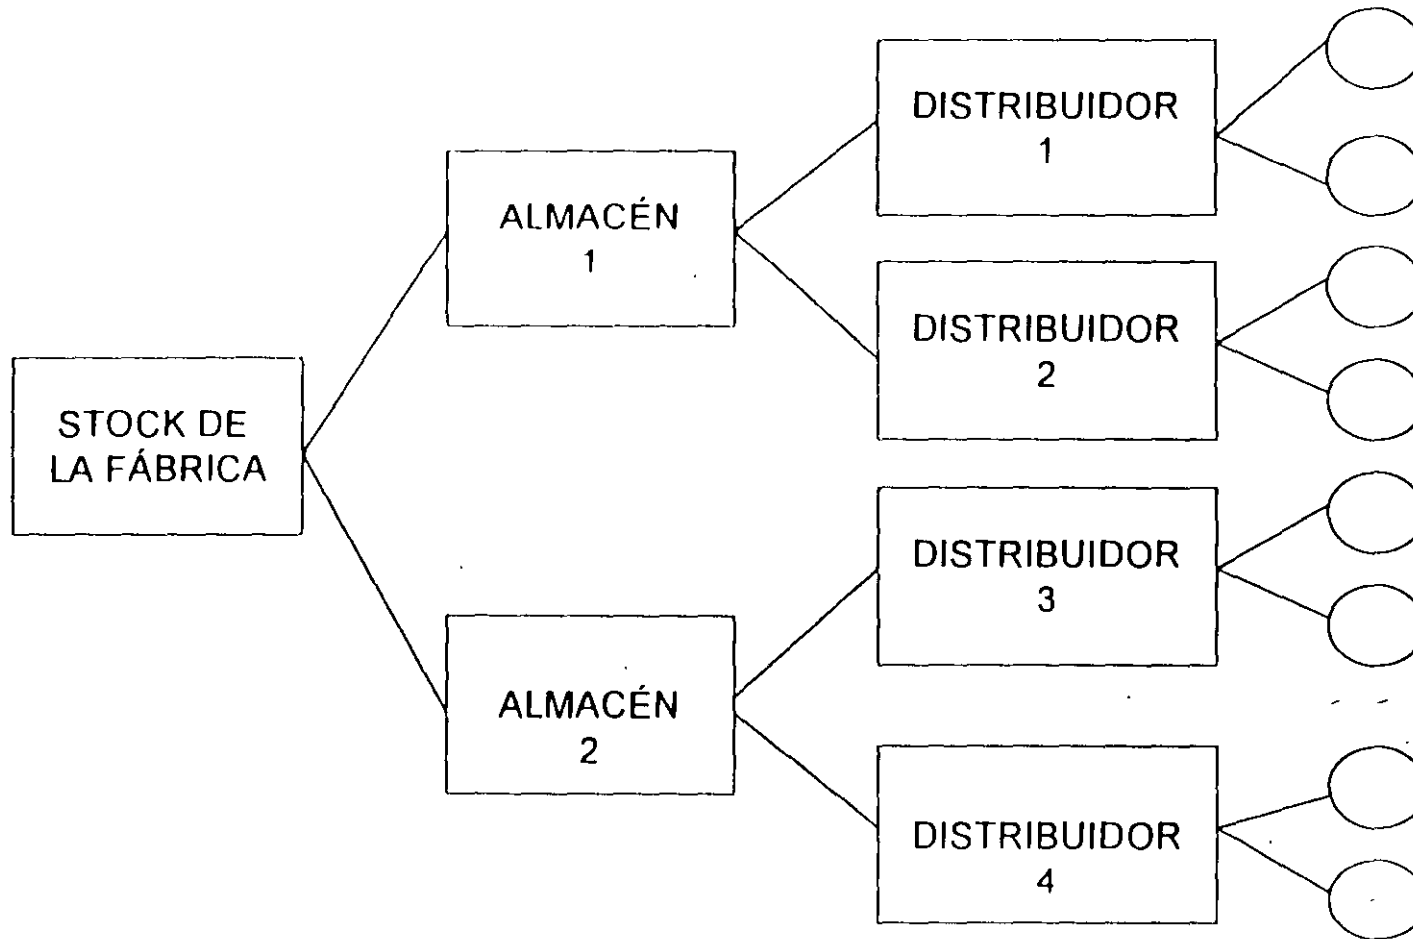 STOCK DE
LA FÁBRICA
ALMACÉN
1
ALMACÉN
2
DISTRIBUIDOR
1
DISTRIBUIDOR
2
DISTRIBUIDOR
3
DISTRIBUIDOR
4